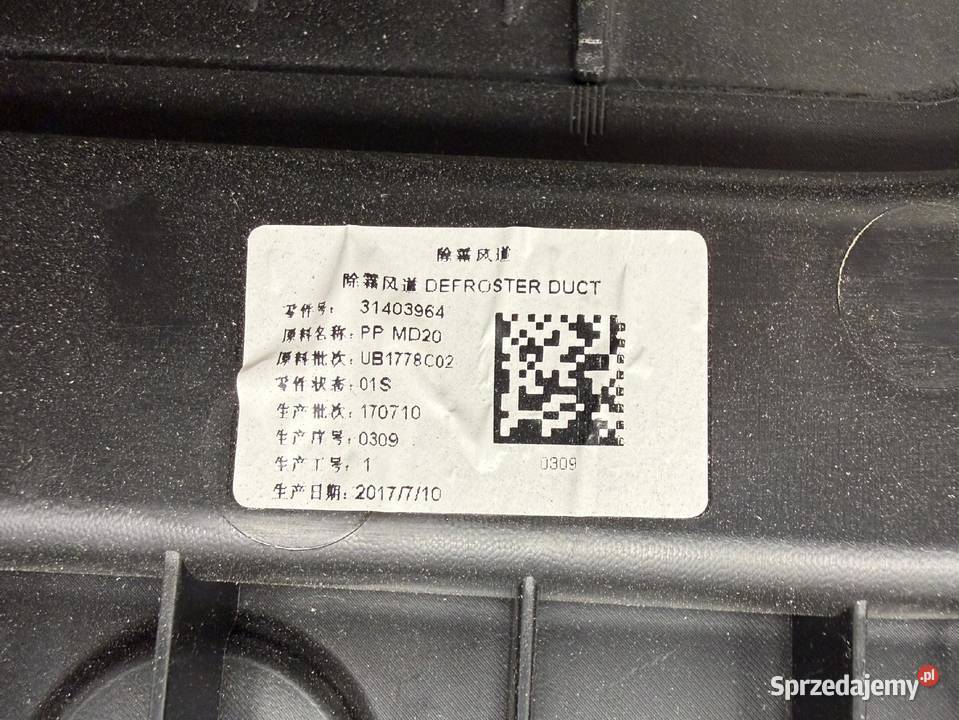 除霜风道
除霜风道 DEFROSTER DUCT
零件号: 31403964
原料名称: PP MD20
原料批次: UB1778C02
零件状态: 01S
生产批次: 170710
生产序号: 0309
生产工号: 1
生产日期: 2017/7/10
0309
Sprzedajemy.pl